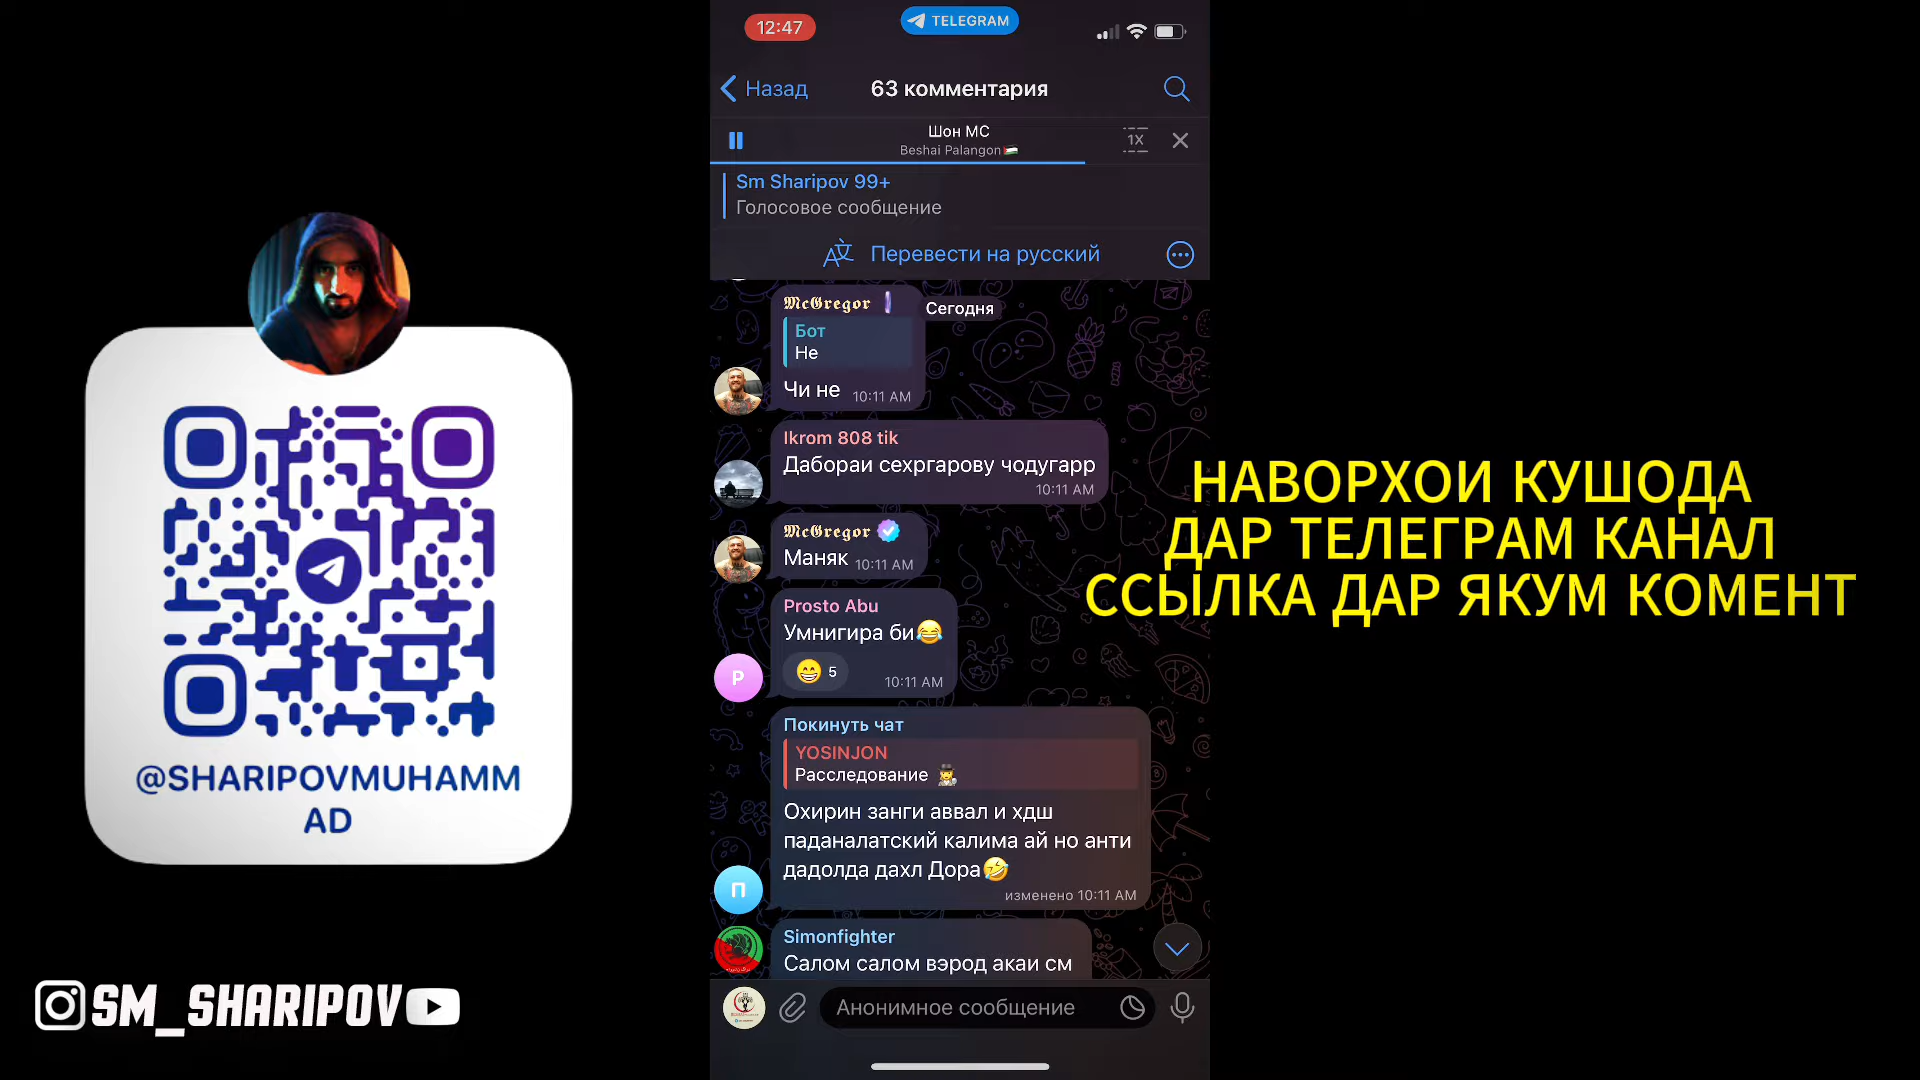 12:47
TELEGRAM
Назад
63 комментария
Шон МС
Beshai Palangon🇵🇸
1X
Sm Sharipov 99+
Голосовое сообщение
Перевести на русский
McGregor
Сегодня
Бот
Не
Чи не 10:11 AM
Ikrom 808 tik
Дабораи сехргарову чодугарр
10:11 AM
McGregor
Маняк 10:11 AM
Prosto Abu
Умнигира би😂
😁 5
10:11 AM
P
Покинуть чат
YOSINJON
Расследование 🕵️
Охирин занги аввал и хдш
паданалатский калима ай но анти
дадолда дахл Дора🤣
изменено 10:11 AM
П
Simonfighter
Салом салом вэрод акаи см
Анонимное сообщение
@SHARIPOVMUHAMM
AD
SM_SHARIPOV
НАВОРХОИ КУШОДА
ДАР ТЕЛЕГРАМ КАНАЛ
ССЫЛКА ДАР ЯКУМ КОМЕНТ